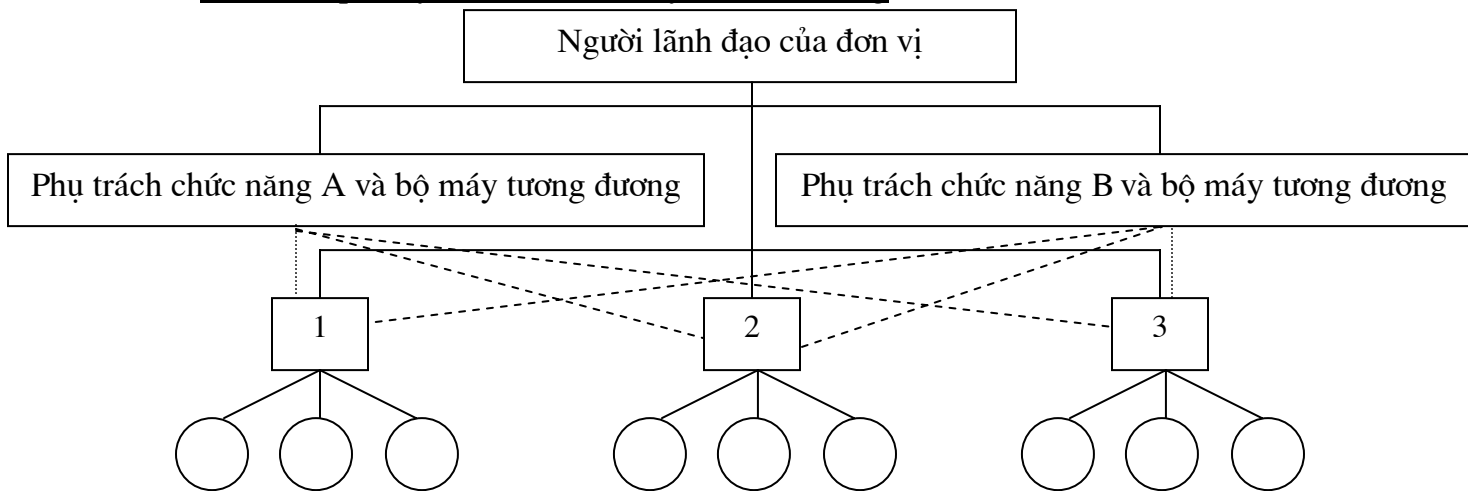 Người lãnh đạo của đơn vị
Phụ trách chức năng A và bộ máy tương đương
Phụ trách chức năng B và bộ máy tương đương
1
2
3